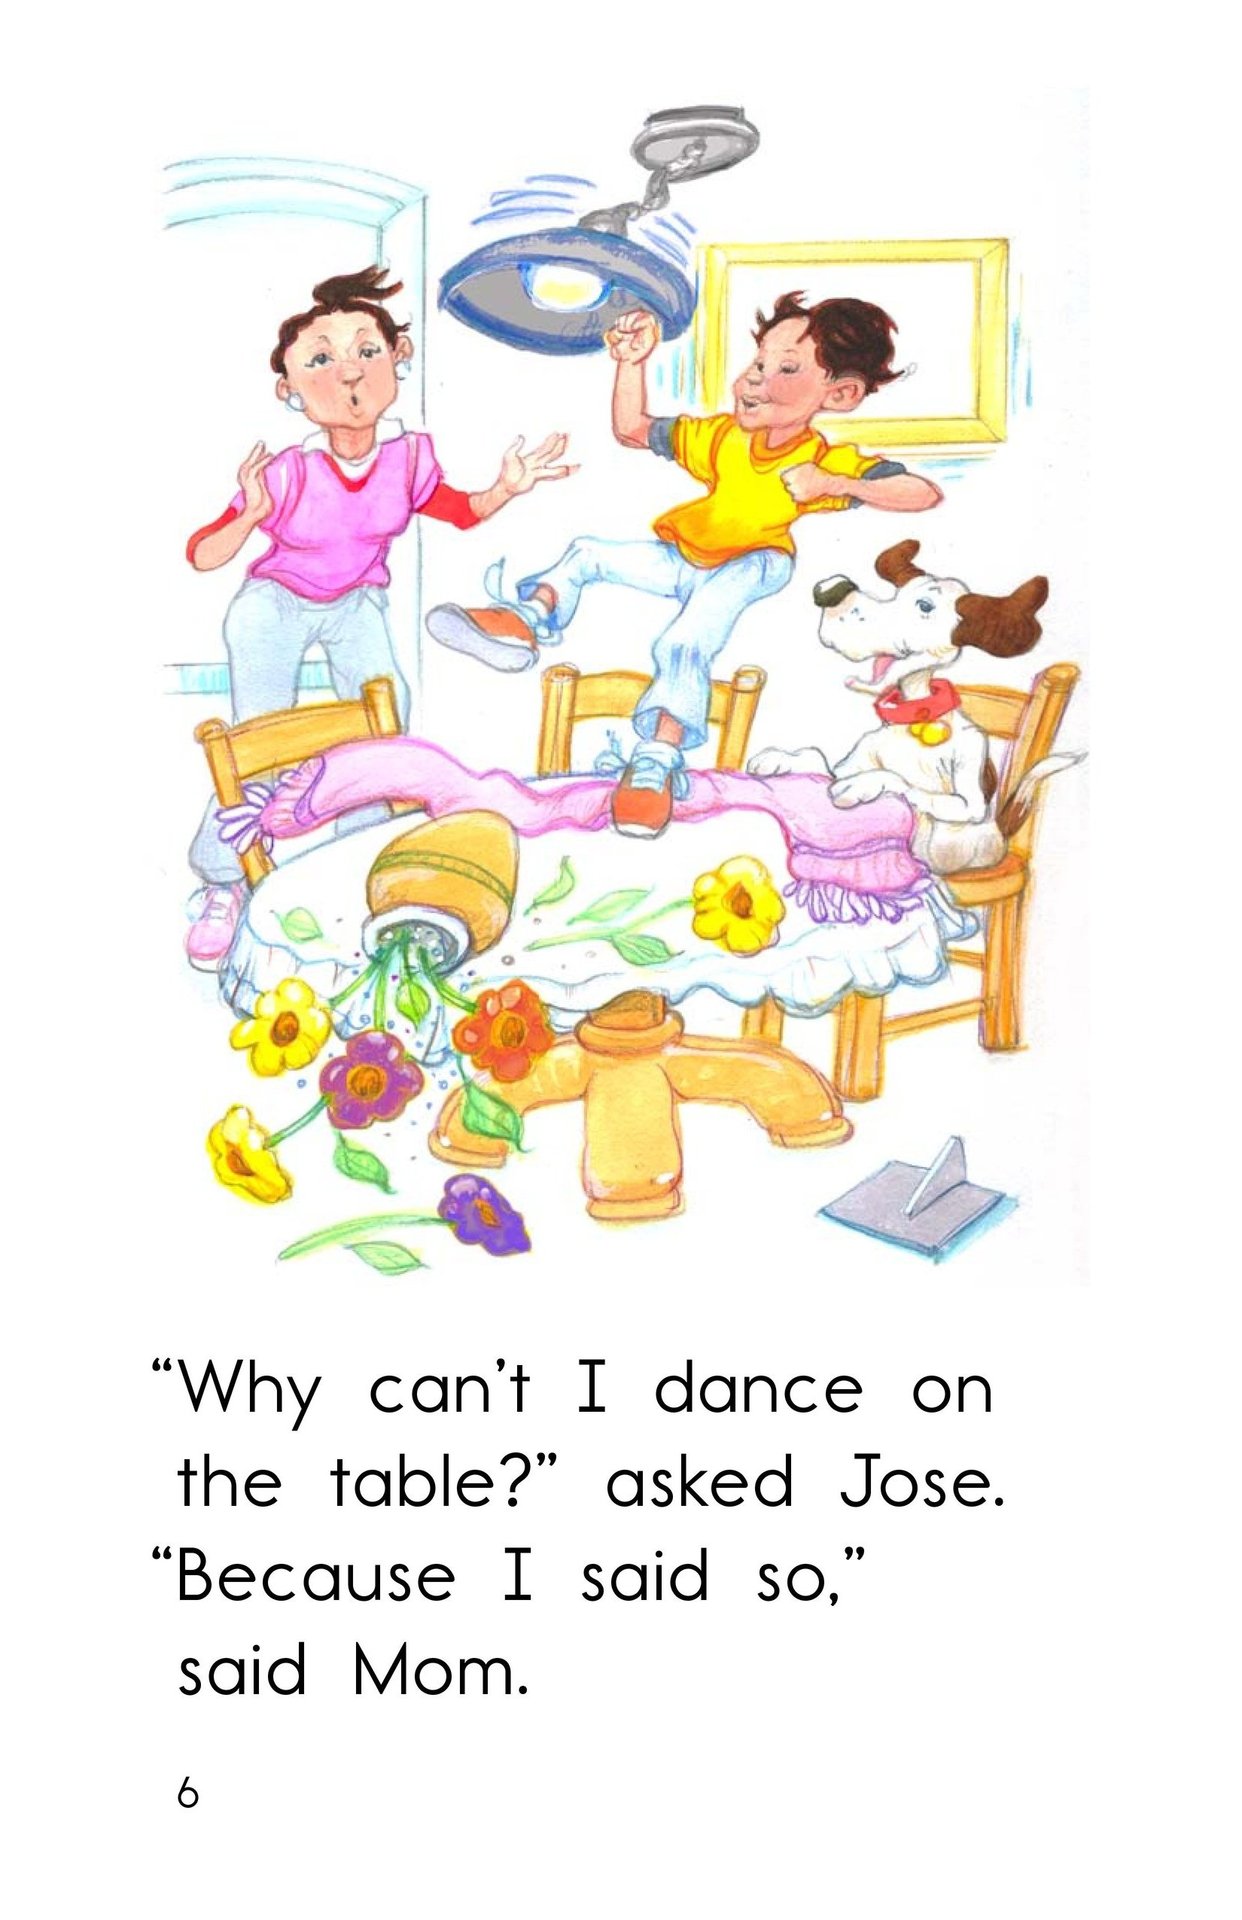 “Why can’t I dance on
the table?” asked Jose.
“Because I said so,”
said Mom.
6